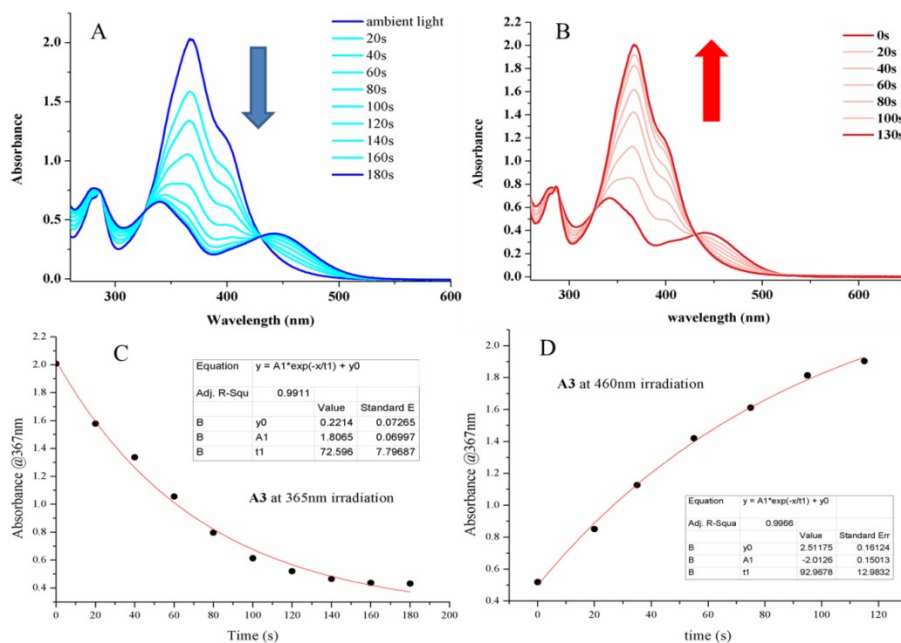 A
ambient light
20s
40s
60s
80s
100s
120s
140s
160s
180s
Absorbance
2.0
1.5
1.0
0.5
0.0
300
400
500
600
Wavelength (nm)
B
0s
20s
40s
60s
80s
100s
130s
Absorbance
2.0
1.8
1.6
1.4
1.2
1.0
0.8
0.6
0.4
0.2
0.0
300
400
500
600
wavelength (nm)
C
Equation y = A1*exp(-x/t1) + y0
Adj. R-Squ 0.9911
Value Standard E
B y0 0.2214 0.07265
B A1 1.8065 0.06997
B t1 72.596 7.79687
A3 at 365nm irradiation
Absorbance @367nm
2.2
2.0
1.8
1.6
1.4
1.2
1.0
0.8
0.6
0.4
0 20 40 60 80 100 120 140 160 180 200
Time (s)
D
A3 at 460nm irradiation
Equation y = A1*exp(-x/t1) + y0
Adj. R-Squa 0.9966
Value Standard Err
B y0 2.51175 0.16124
B A1 -2.0126 0.15013
B t1 92.9678 12.9832
Absorbance @367nm
2.0
1.8
1.6
1.4
1.2
1.0
0.8
0.6
0.4
0 20 40 60 80 100 120
time (s)